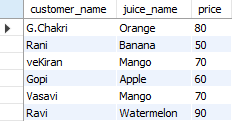 customer_name juice_name price
G.Chakri Orange 80
Rani Banana 50
veKiran Mango 70
Gopi Apple 60
Vasavi Mango 70
Ravi Watermelon 90